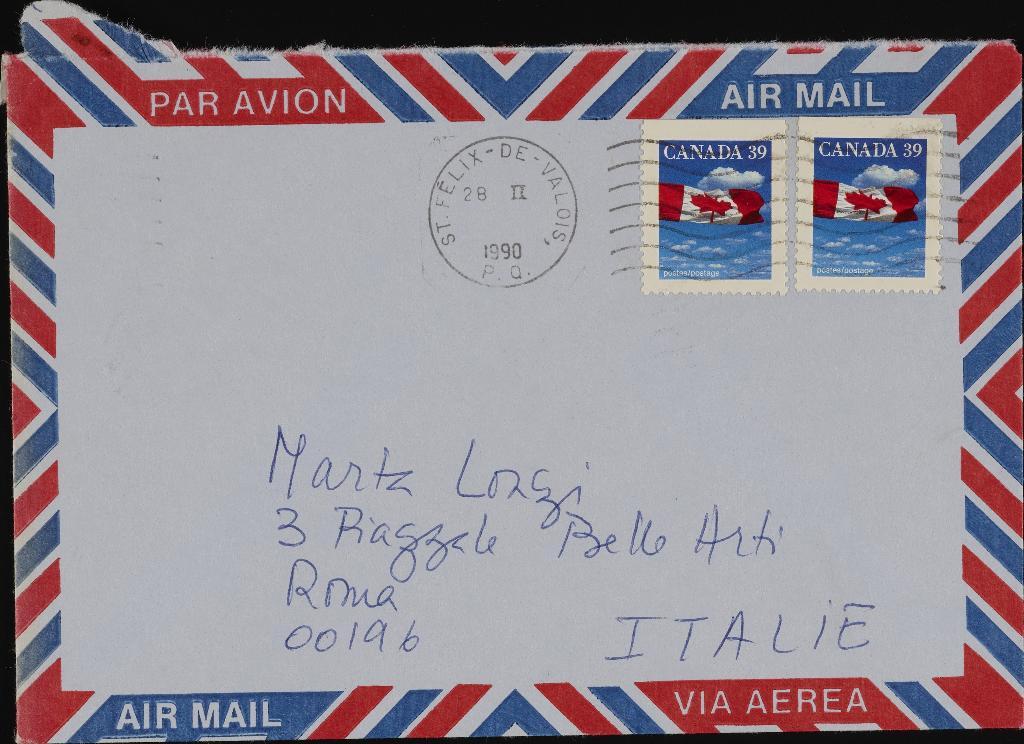 PAR AVION
AIR MAIL
ST. FÉLIX-DE-VALOIS,
28 II
1990
P.Q.
CANADA 39
postes/postage
CANADA 39
postes/postage
Marta Longi
3 Piazzale Belle Arti
Roma
00196
ITALIE
AIR MAIL
VIA AEREA